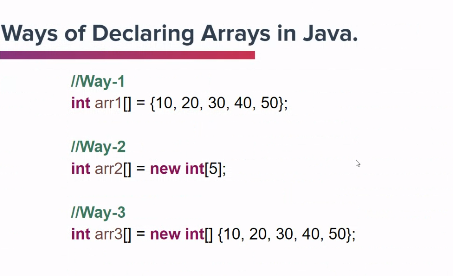 Ways of Declaring Arrays in Java.
//Way-1
int arr1[] = {10, 20, 30, 40, 50};
//Way-2
int arr2[] = new int[5];
//Way-3
int arr3[] = new int[] {10, 20, 30, 40, 50};